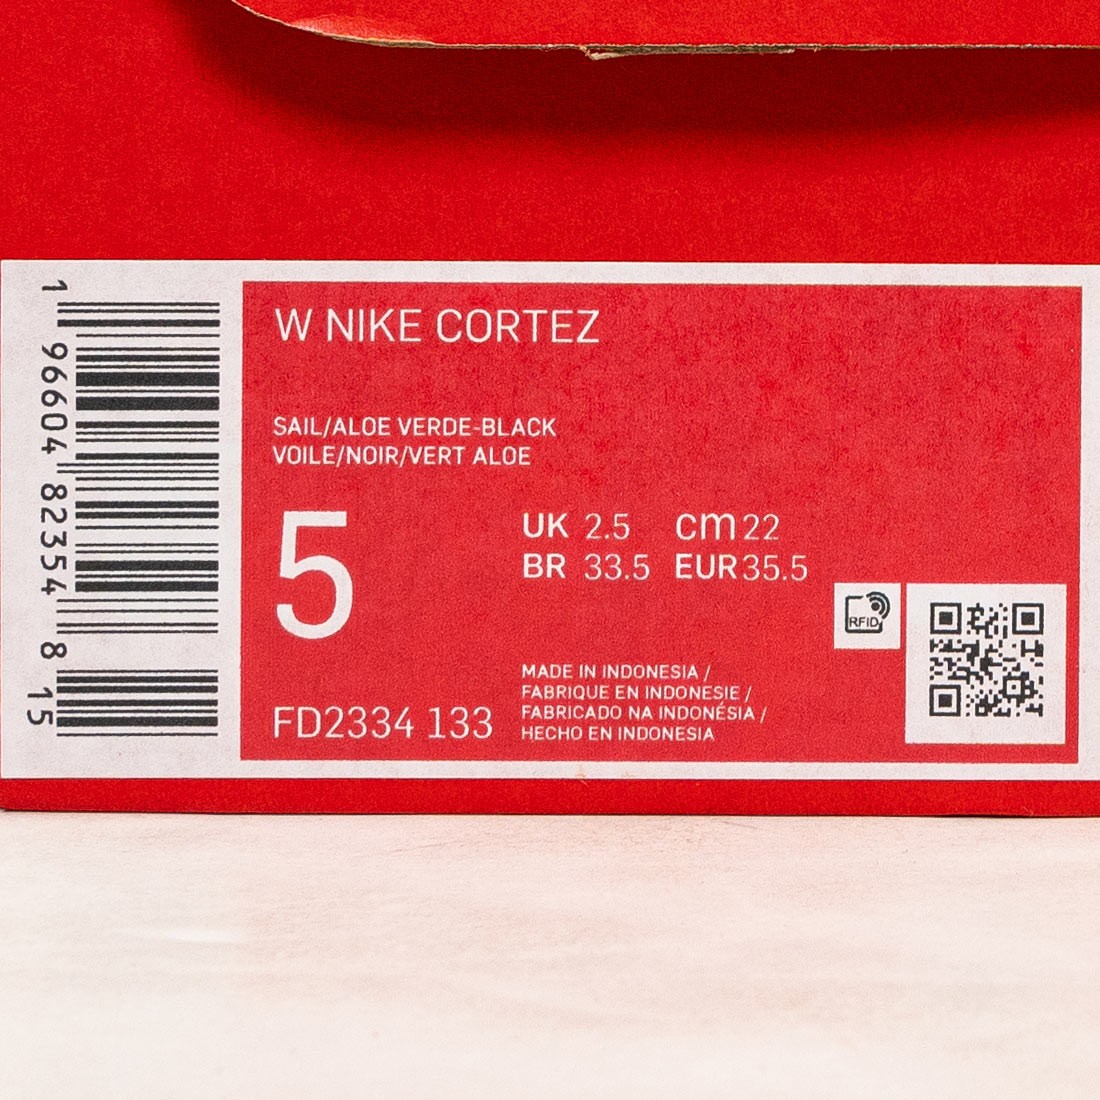 W NIKE CORTEZ
SAIL/ALOE VERDE-BLACK
VOILE/NOIR/VERT ALOE
5
UK 2.5 cm 22
BR 33.5 EUR 35.5
RFID
MADE IN INDONESIA /
FABRIQUE EN INDONESIE /
FABRICADO NA INDONÉSIA /
HECHO EN INDONESIA
FD2334 133
1 96604 82354 8 15